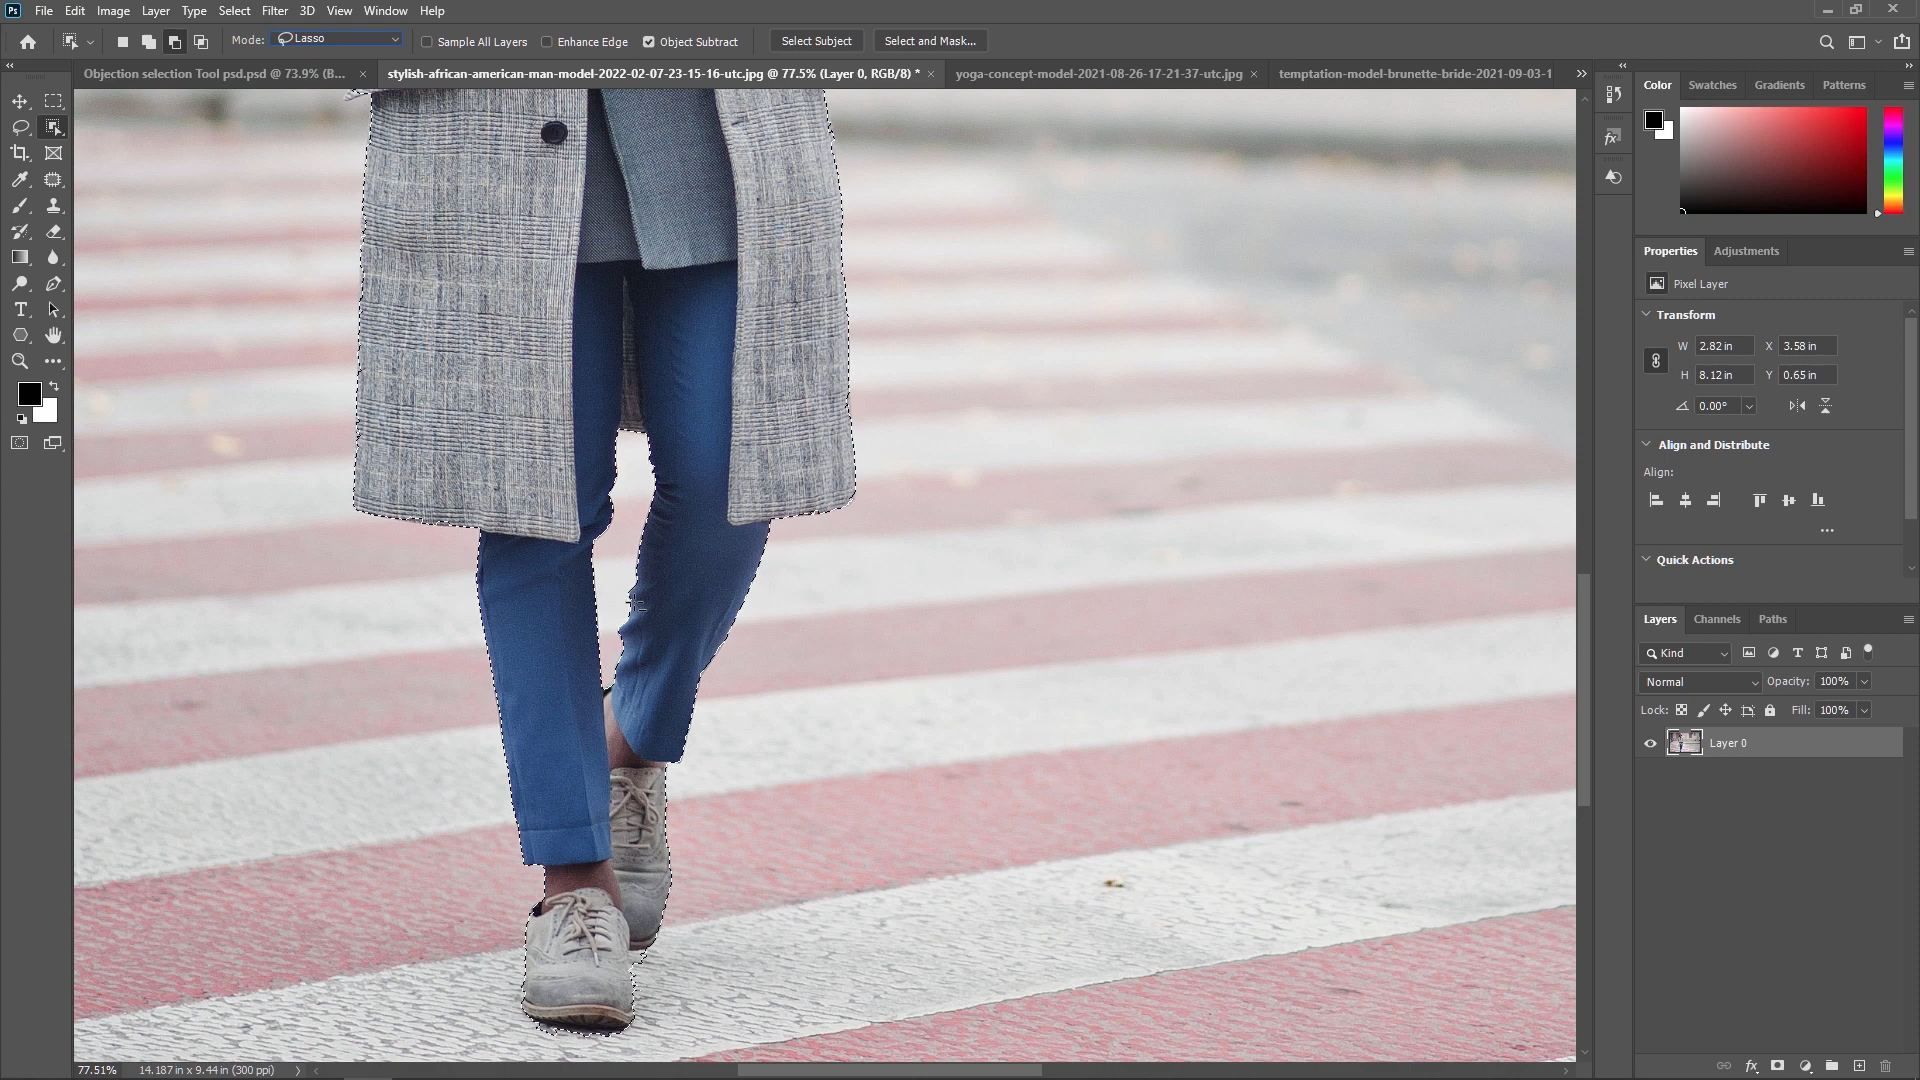 Ps File Edit Image Layer Type Select Filter 3D View Window Help
Mode: Lasso Sample All Layers Enhance Edge Object Subtract Select Subject Select and Mask...
Objection selection Tool psd.psd @ 73.9% (B... × stylish-african-american-man-model-2022-02-07-23-15-16-utc.jpg @ 77.5% (Layer 0, RGB/8) * × yoga-concept-model-2021-08-26-17-21-37-utc.jpg × temptation-model-brunette-bride-2021-09-03-1
Color Swatches Gradients Patterns
Properties Adjustments
Pixel Layer
Transform
W 2.82 in X 3.58 in
H 8.12 in Y 0.65 in
0.00°
Align and Distribute
Align:
Quick Actions
Layers Channels Paths
Kind
Normal Opacity: 100%
Lock: Fill: 100%
Layer 0
77.51% 14.187 in x 9.44 in (300 ppi)